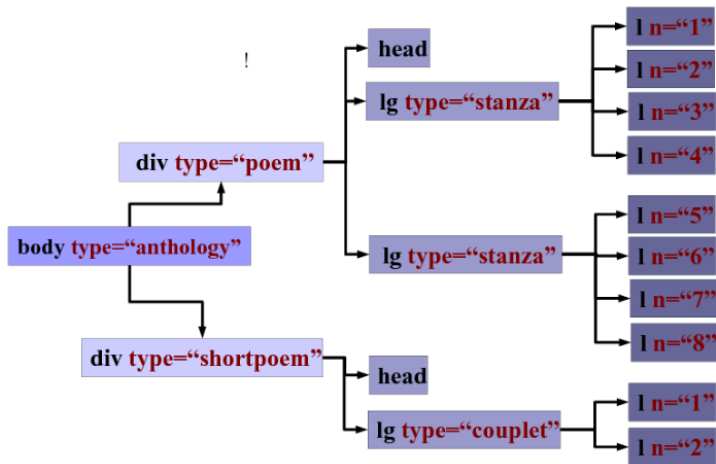 !
head
lg type=“stanza”
l n=“1”
l n=“2”
l n=“3”
l n=“4”
div type=“poem”
body type=“anthology”
lg type=“stanza”
l n=“5”
l n=“6”
l n=“7”
l n=“8”
div type=“shortpoem”
head
lg type=“couplet”
l n=“1”
l n=“2”